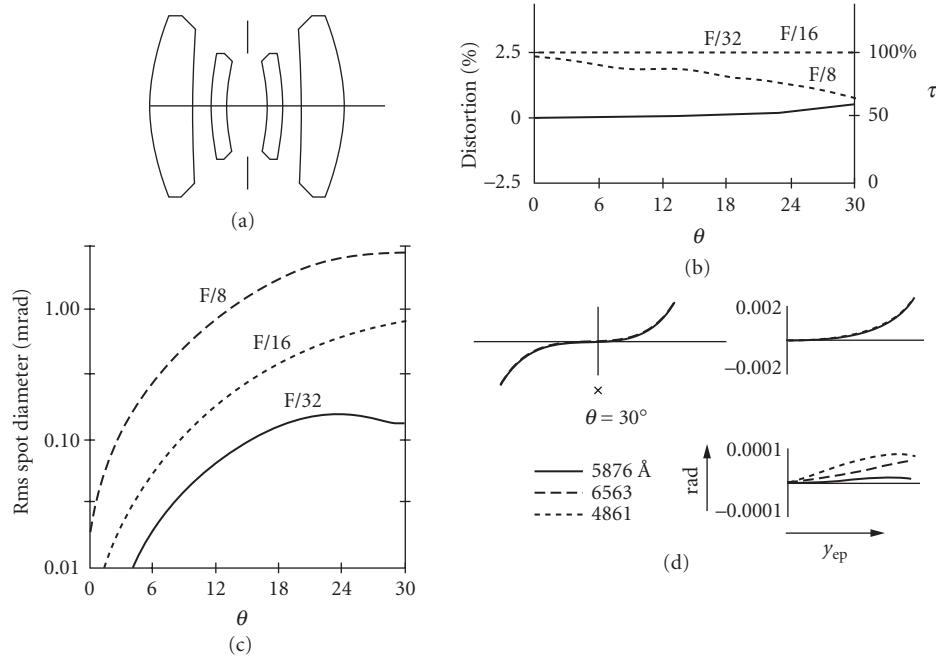 (a)
Distortion (%)
2.5
0
−2.5
F/32
F/16
F/8
100%
50
0
τ
0
6
12
18
24
30
θ
(b)
Rms spot diameter (mrad)
1.00
0.10
0.01
F/8
F/16
F/32
0
6
12
18
24
30
θ
(c)
×
θ = 30°
0.002
−0.002
5876 Å
6563
4861
rad
0.0001
−0.0001
yep
(d)